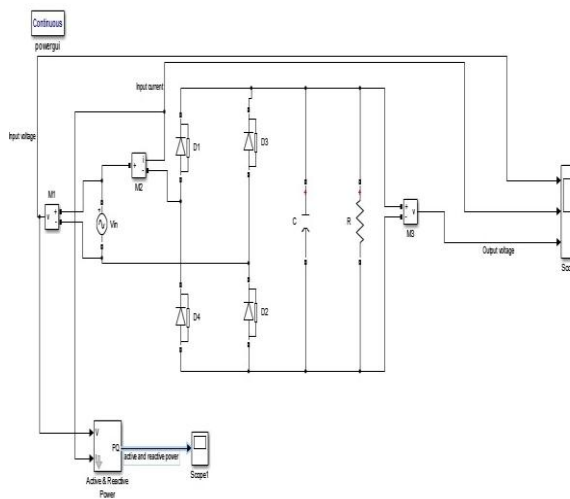 Continuous
powergui
Input current
Input voltage
D1
D3
i
+
-
M2
M1
+
v
-
+
Vin
+
C
+
R
+
v
-
M3
Output voltage
D4
D2
V
PQ
active and reactive power
Active & Reactive
Power
Scope1